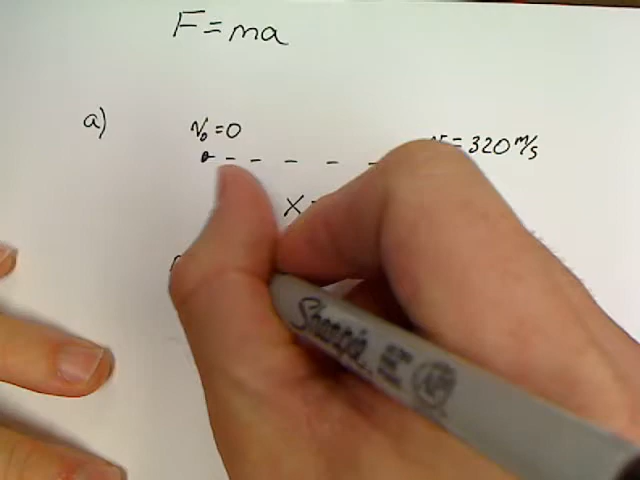 F = ma
a)
V₀ = 0
= 320 m/s
X
Sharpie